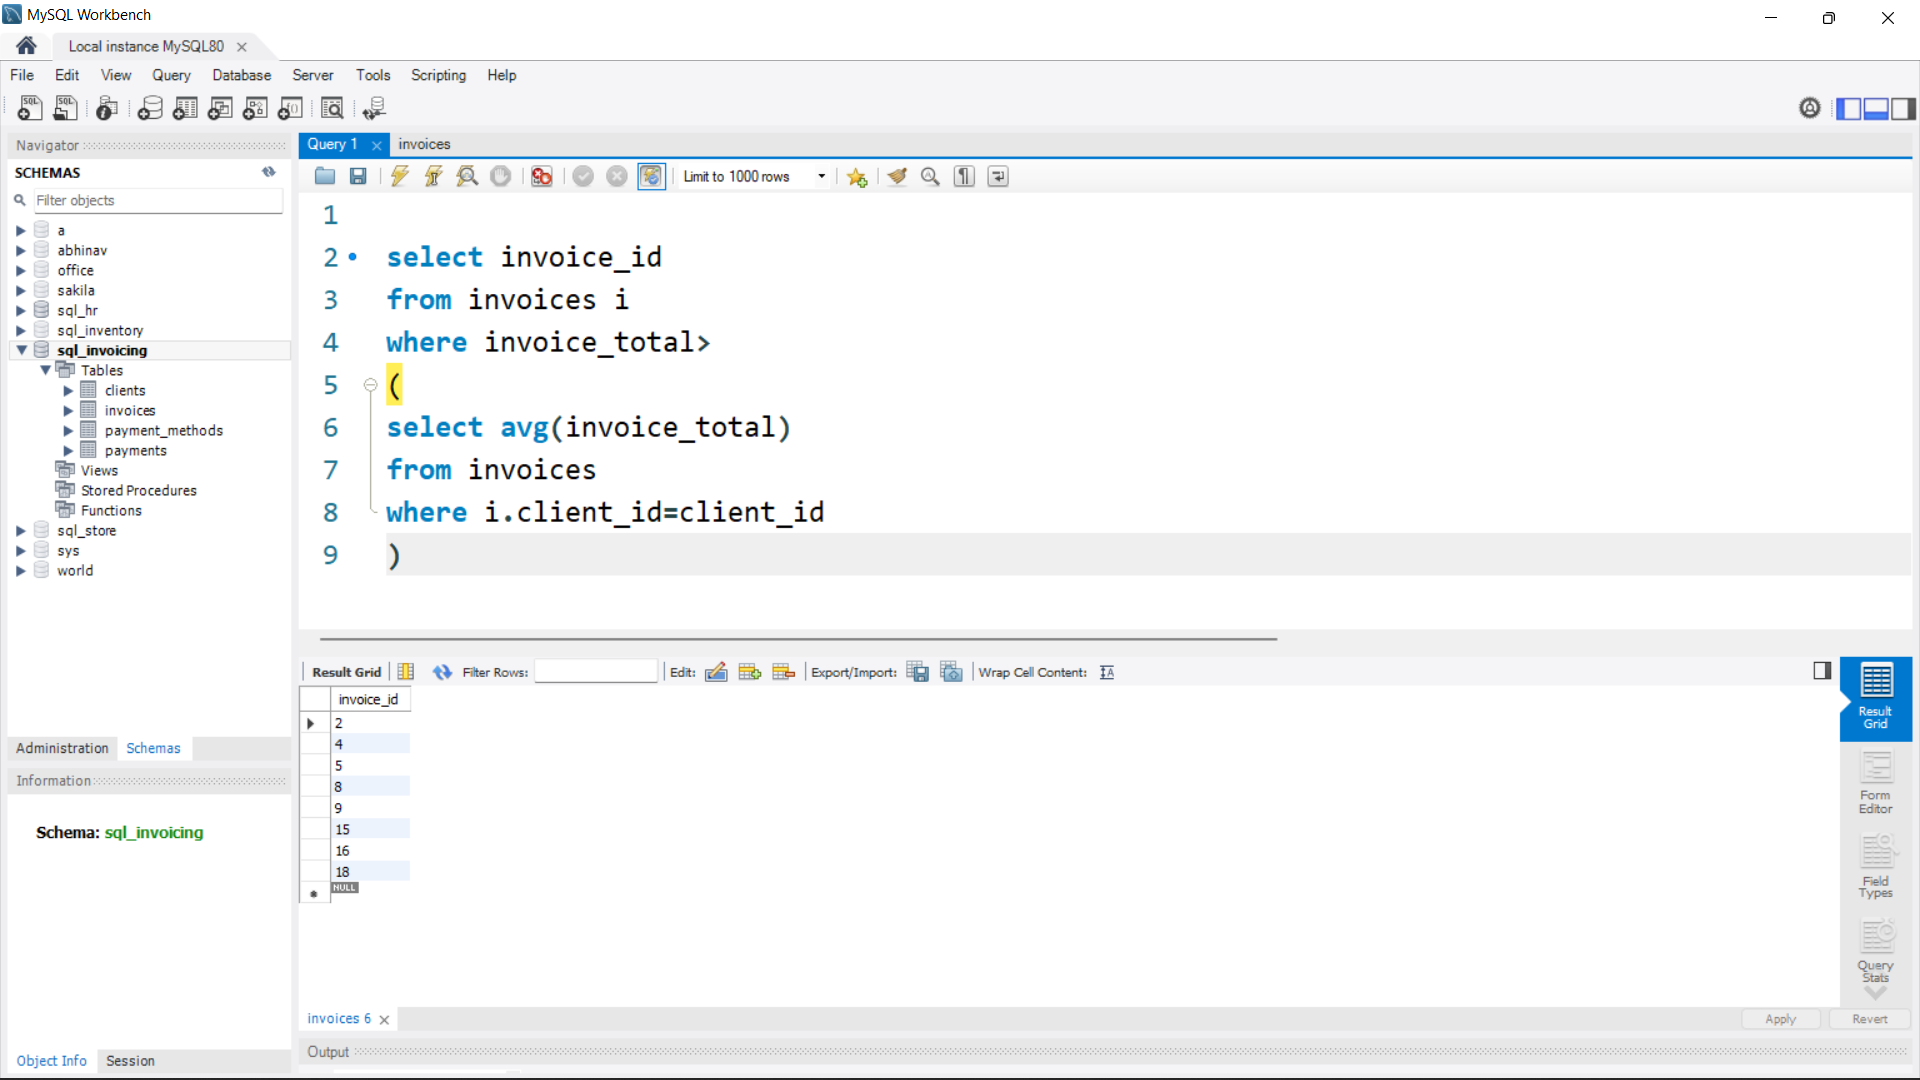 MySQL Workbench
Local instance MySQL80
File Edit View Query Database Server Tools Scripting Help
Navigator
SCHEMAS
Filter objects
a
abhinav
office
sakila
sql_hr
sql_inventory
sql_invoicing
Tables
clients
invoices
payment_methods
payments
Views
Stored Procedures
Functions
sql_store
sys
world
Administration Schemas
Information
Schema: sql_invoicing
Object Info Session
Query 1 invoices
Limit to 1000 rows
1
2 select invoice_id
3 from invoices i
4 where invoice_total>
5 (
6 select avg(invoice_total)
7 from invoices
8 where i.client_id=client_id
9 )
Result Grid Filter Rows: Edit: Export/Import: Wrap Cell Content:
invoice_id
2
4
5
8
9
15
16
18
NULL
Result
Grid
Form
Editor
Field
Types
Query
Stats
invoices 6
Apply Revert
Output